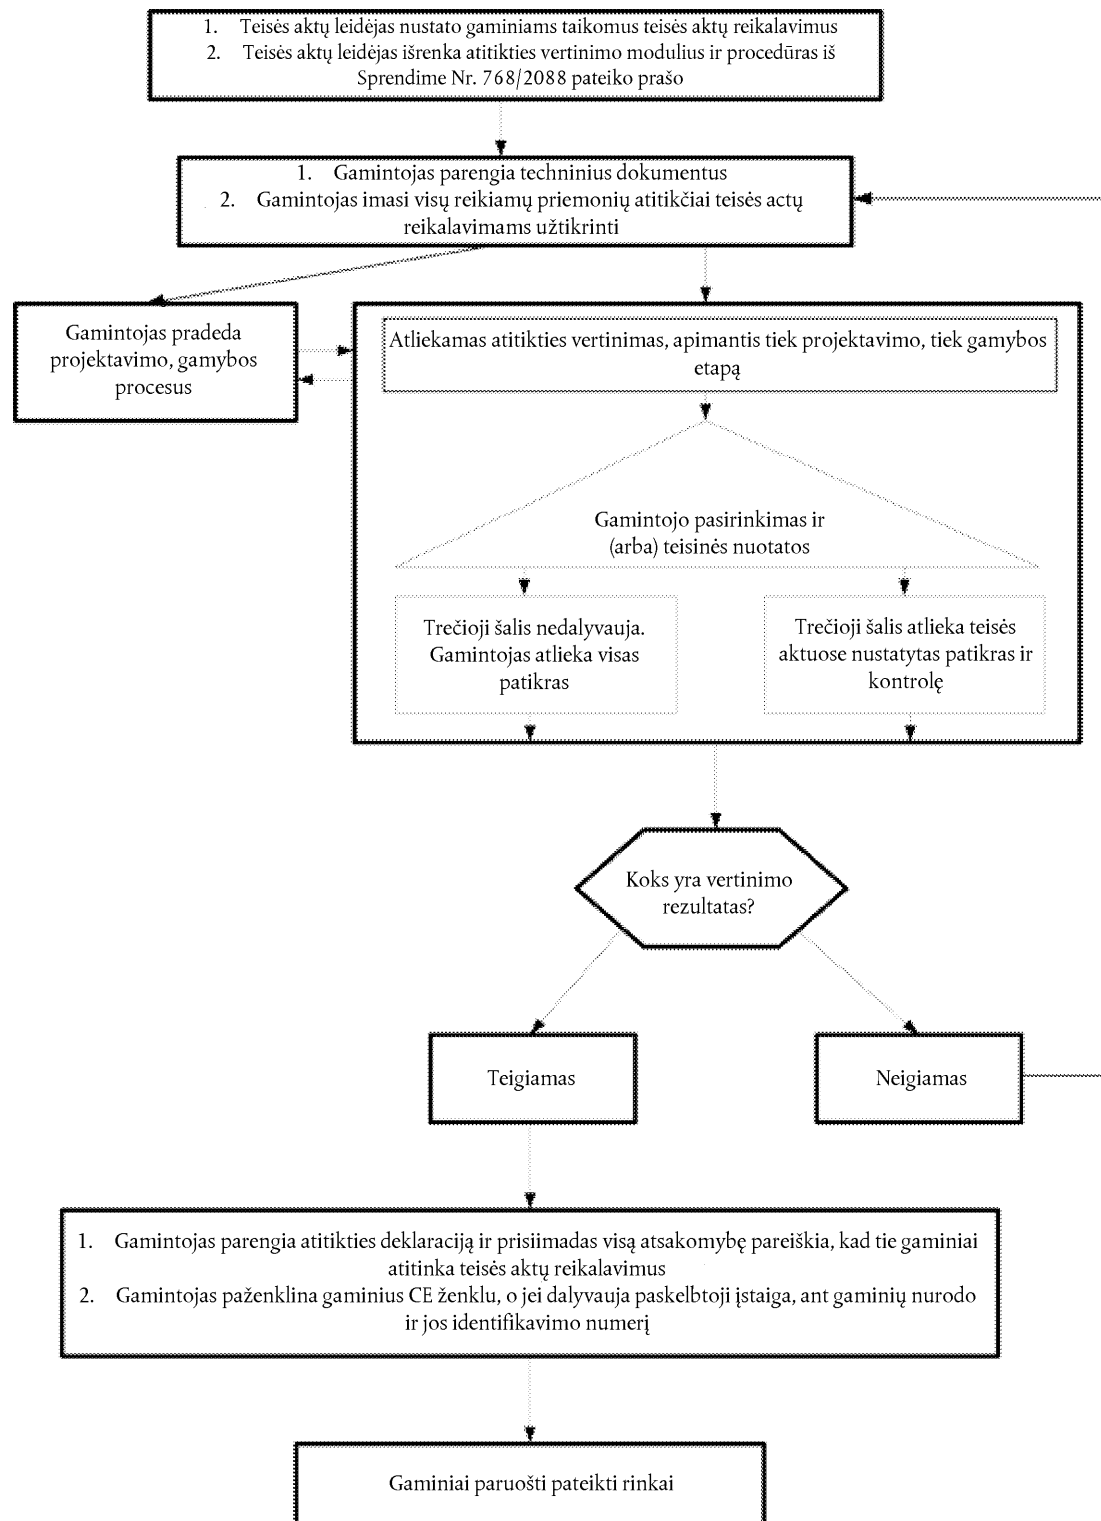 1. Teisės aktų leidėjas nustato gaminiams taikomus teisės aktų reikalavimus
2. Teisės aktų leidėjas išrenka atitikties vertinimo modulius ir procedūras iš
Sprendime Nr. 768/2088 pateiko prašo
1. Gamintojas parengia techninius dokumentus
2. Gamintojas imasi visų reikiamų priemonių atitikčiai teisės actų
reikalavimams užtikrinti
Gamintojas pradeda
projektavimo, gamybos
procesus
Atliekamas atitikties vertinimas, apimantis tiek projektavimo, tiek gamybos
etapą
Gamintojo pasirinkimas ir
(arba) teisinės nuotatos
Trečioji šalis nedalyvauja.
Gamintojas atlieka visas
patikras
Trečioji šalis atlieka teisės
aktuose nustatytas patikras ir
kontrolę
Koks yra vertinimo
rezultatas?
Teigiamas
Neigiamas
1. Gamintojas parengia atitikties deklaraciją ir prisiimadas visą atsakomybę pareiškia, kad tie gaminiai
atitinka teisės aktų reikalavimus
2. Gamintojas paženklina gaminius CE ženklu, o jei dalyvauja paskelbtoji įstaiga, ant gaminių nurodo
ir jos identifikavimo numerį
Gaminiai paruošti pateikti rinkai